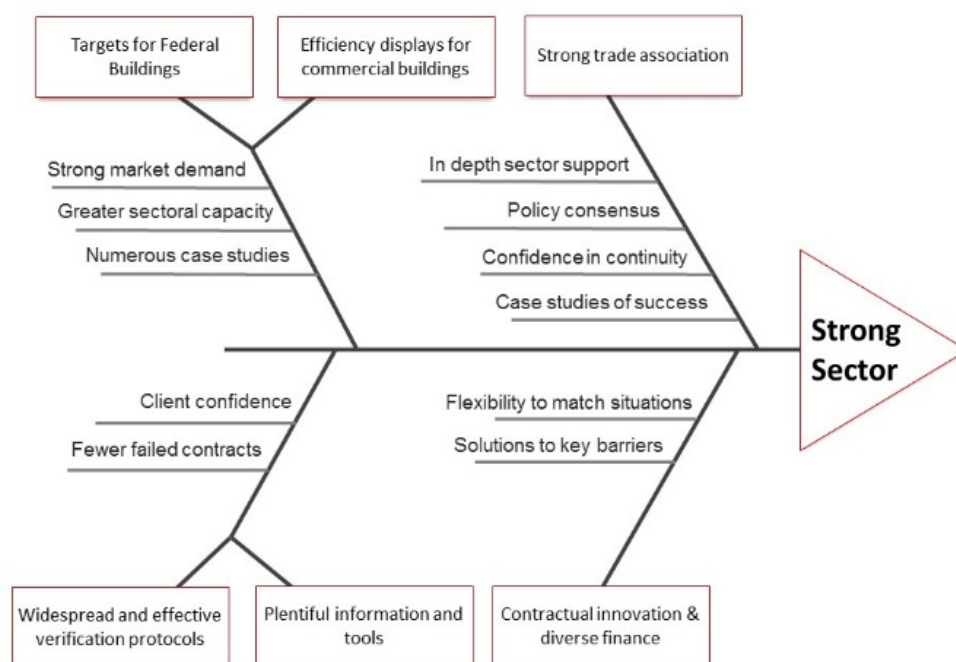 Targets for Federal
Buildings
Efficiency displays for
commercial buildings
Strong trade association
Strong market demand
Greater sectoral capacity
Numerous case studies
In depth sector support
Policy consensus
Confidence in continuity
Case studies of success
Strong
Sector
Client confidence
Fewer failed contracts
Flexibility to match situations
Solutions to key barriers
Widespread and effective
verification protocols
Plentiful information and
tools
Contractual innovation &
diverse finance